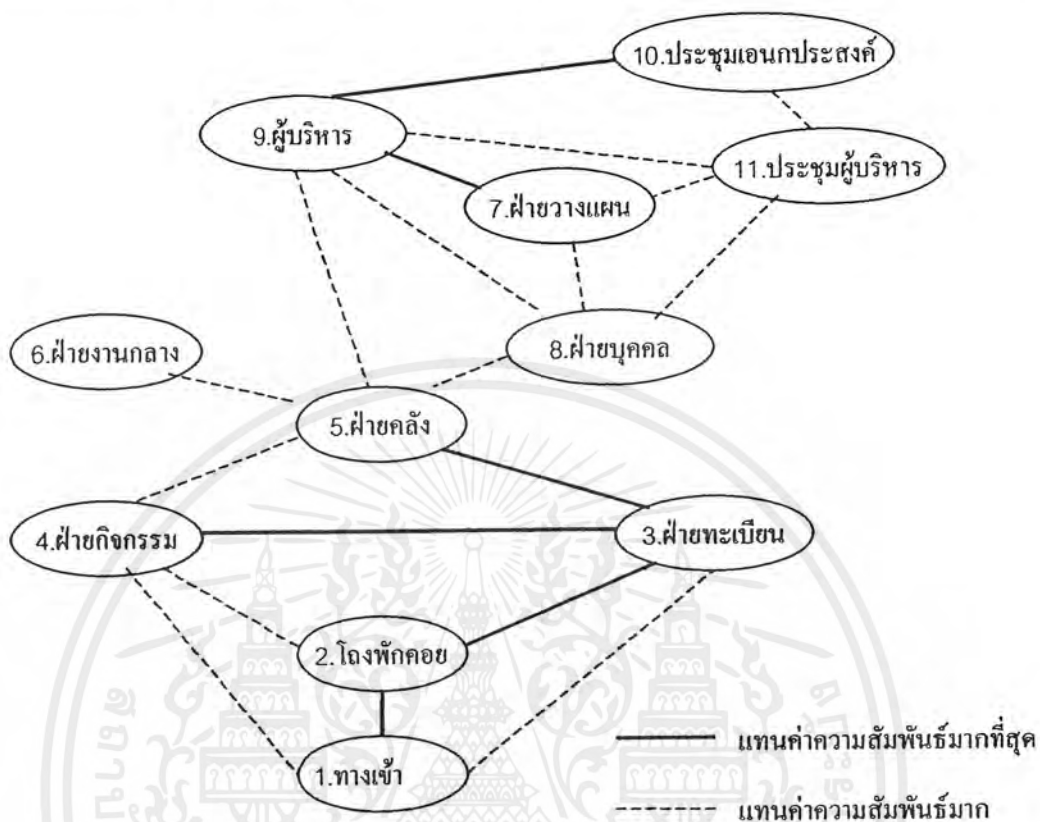 10.ประชุมเอนกประสงค์
9.ผู้บริหาร
11.ประชุมผู้บริหาร
7.ฝ่ายวางแผน
6.ฝ่ายงานกลาง
8.ฝ่ายบุคคล
5.ฝ่ายคลัง
4.ฝ่ายกิจกรรม
3.ฝ่ายทะเบียน
2.โถงพักคอย
1.ทางเข้า
แทนค่าความสัมพันธ์มากที่สุด
แทนค่าความสัมพันธ์มาก